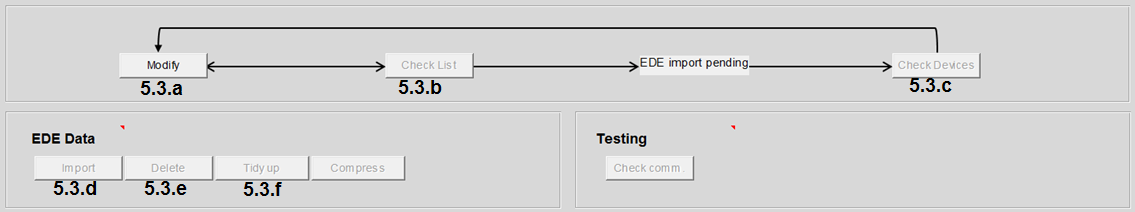 Modify
Check List
EDE import pending
Check Devices
5.3.a
5.3.b
5.3.c
EDE Data
Import
Delete
Tidy up
Compress
5.3.d
5.3.e
5.3.f
Testing
Check comm.